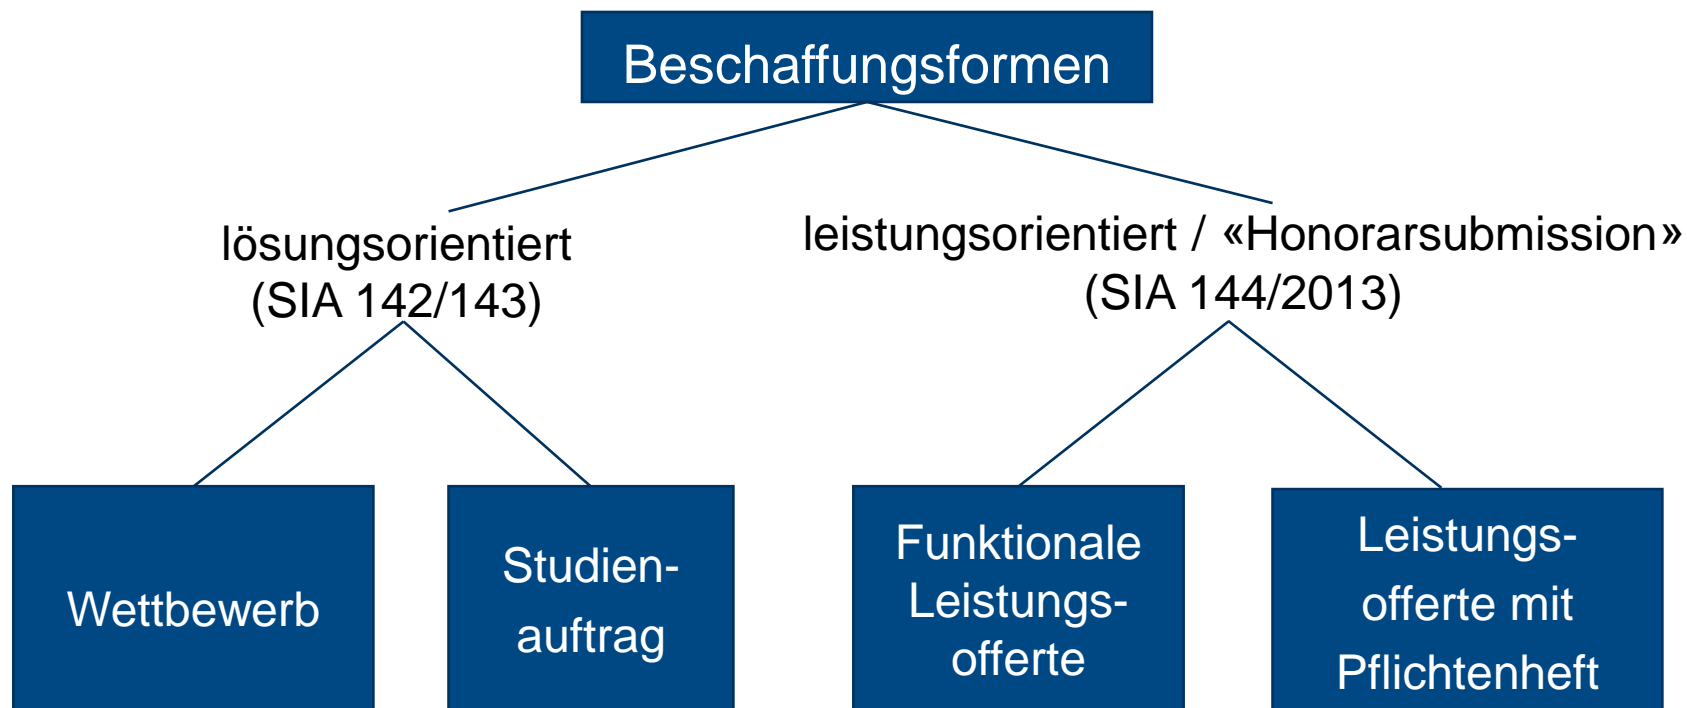 Beschaffungsformen
lösungsorientiert
(SIA 142/143)
leistungsorientiert / «Honorarsubmission»
(SIA 144/2013)
Wettbewerb
Studien-
auftrag
Funktionale
Leistungs-
offerte
Leistungs-
offerte mit
Pflichtenheft